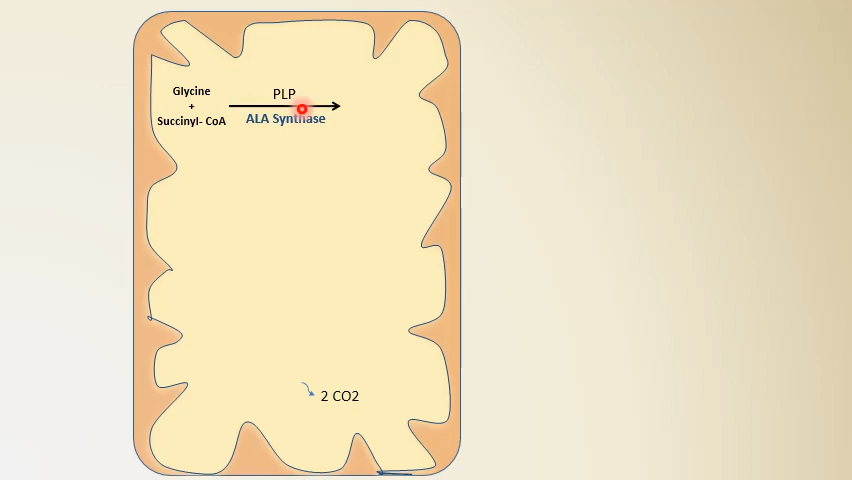 Glycine
+
Succinyl- CoA
PLP
ALA Synthase
2 CO2